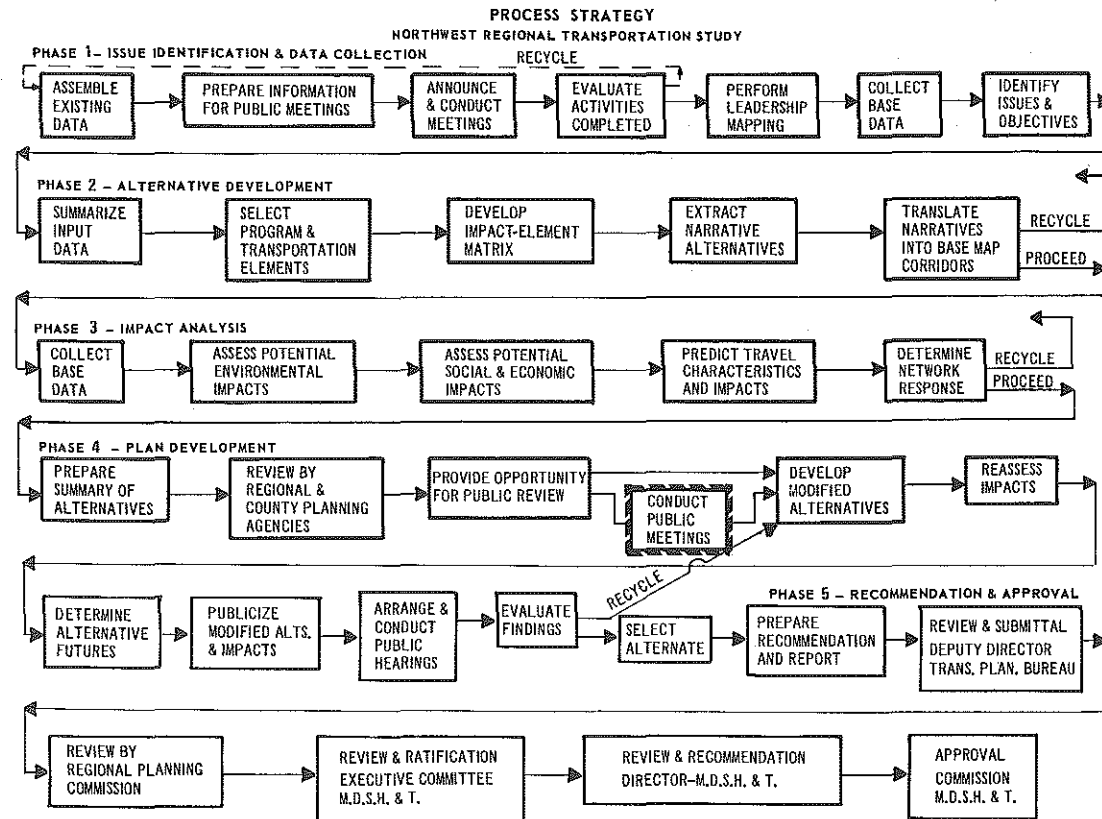 PROCESS STRATEGY
NORTHWEST REGIONAL TRANSPORTATION STUDY
PHASE 1 – ISSUE IDENTIFICATION & DATA COLLECTION
RECYCLE
ASSEMBLE
EXISTING
DATA
PREPARE INFORMATION
FOR PUBLIC MEETINGS
ANNOUNCE
& CONDUCT
MEETINGS
EVALUATE
ACTIVITIES
COMPLETED
PERFORM
LEADERSHIP
MAPPING
COLLECT
BASE
DATA
IDENTIFY
ISSUES &
OBJECTIVES
PHASE 2 – ALTERNATIVE DEVELOPMENT
SUMMARIZE
INPUT
DATA
SELECT
PROGRAM &
TRANSPORTATION
ELEMENTS
DEVELOP
IMPACT-ELEMENT
MATRIX
EXTRACT
NARRATIVE
ALTERNATIVES
TRANSLATE
NARRATIVES
INTO BASE MAP
CORRIDORS
RECYCLE
PROCEED
PHASE 3 – IMPACT ANALYSIS
COLLECT
BASE
DATA
ASSESS POTENTIAL
ENVIRONMENTAL
IMPACTS
ASSESS POTENTIAL
SOCIAL & ECONOMIC
IMPACTS
PREDICT TRAVEL
CHARACTERISTICS
AND IMPACTS
DETERMINE
NETWORK
RESPONSE
RECYCLE
PROCEED
PHASE 4 – PLAN DEVELOPMENT
PREPARE
SUMMARY OF
ALTERNATIVES
REVIEW BY
REGIONAL &
COUNTY PLANNING
AGENCIES
PROVIDE OPPORTUNITY
FOR PUBLIC REVIEW
CONDUCT
PUBLIC
MEETINGS
DEVELOP
MODIFIED
ALTERNATIVES
REASSESS
IMPACTS
DETERMINE
ALTERNATIVE
FUTURES
PUBLICIZE
MODIFIED ALTS.
& IMPACTS
ARRANGE &
CONDUCT
PUBLIC
HEARINGS
EVALUATE
FINDINGS
RECYCLE
SELECT
ALTERNATE
PHASE 5 – RECOMMENDATION & APPROVAL
PREPARE
RECOMMENDATION
AND REPORT
REVIEW & SUBMITTAL
DEPUTY DIRECTOR
TRANS. PLAN. BUREAU
REVIEW BY
REGIONAL PLANNING
COMMISSION
REVIEW & RATIFICATION
EXECUTIVE COMMITTEE
M.D.S.H. & T.
REVIEW & RECOMMENDATION
DIRECTOR–M.D.S.H. & T.
APPROVAL
COMMISSION
M.D.S.H. & T.